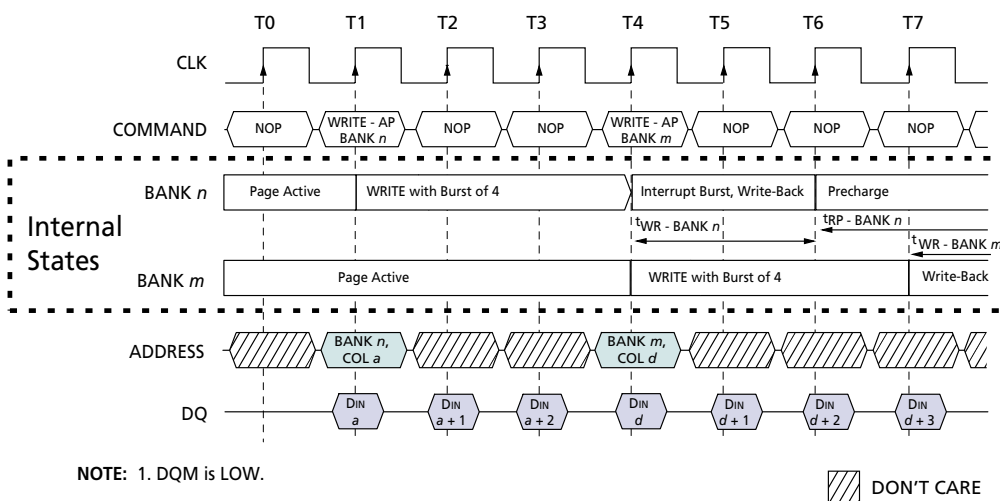 T0 T1 T2 T3 T4 T5 T6 T7
CLK
COMMAND NOP WRITE - AP BANK n NOP NOP WRITE - AP BANK m NOP NOP NOP
Internal States
BANK n Page Active WRITE with Burst of 4 Interrupt Burst, Write-Back Precharge
tWR - BANK n tRP - BANK n
tWR - BANK m
BANK m Page Active WRITE with Burst of 4 Write-Back
ADDRESS BANK n, COL a BANK m, COL d
DQ DIN a DIN a + 1 DIN a + 2 DIN d DIN d + 1 DIN d + 2 DIN d + 3
NOTE: 1. DQM is LOW.
DON'T CARE